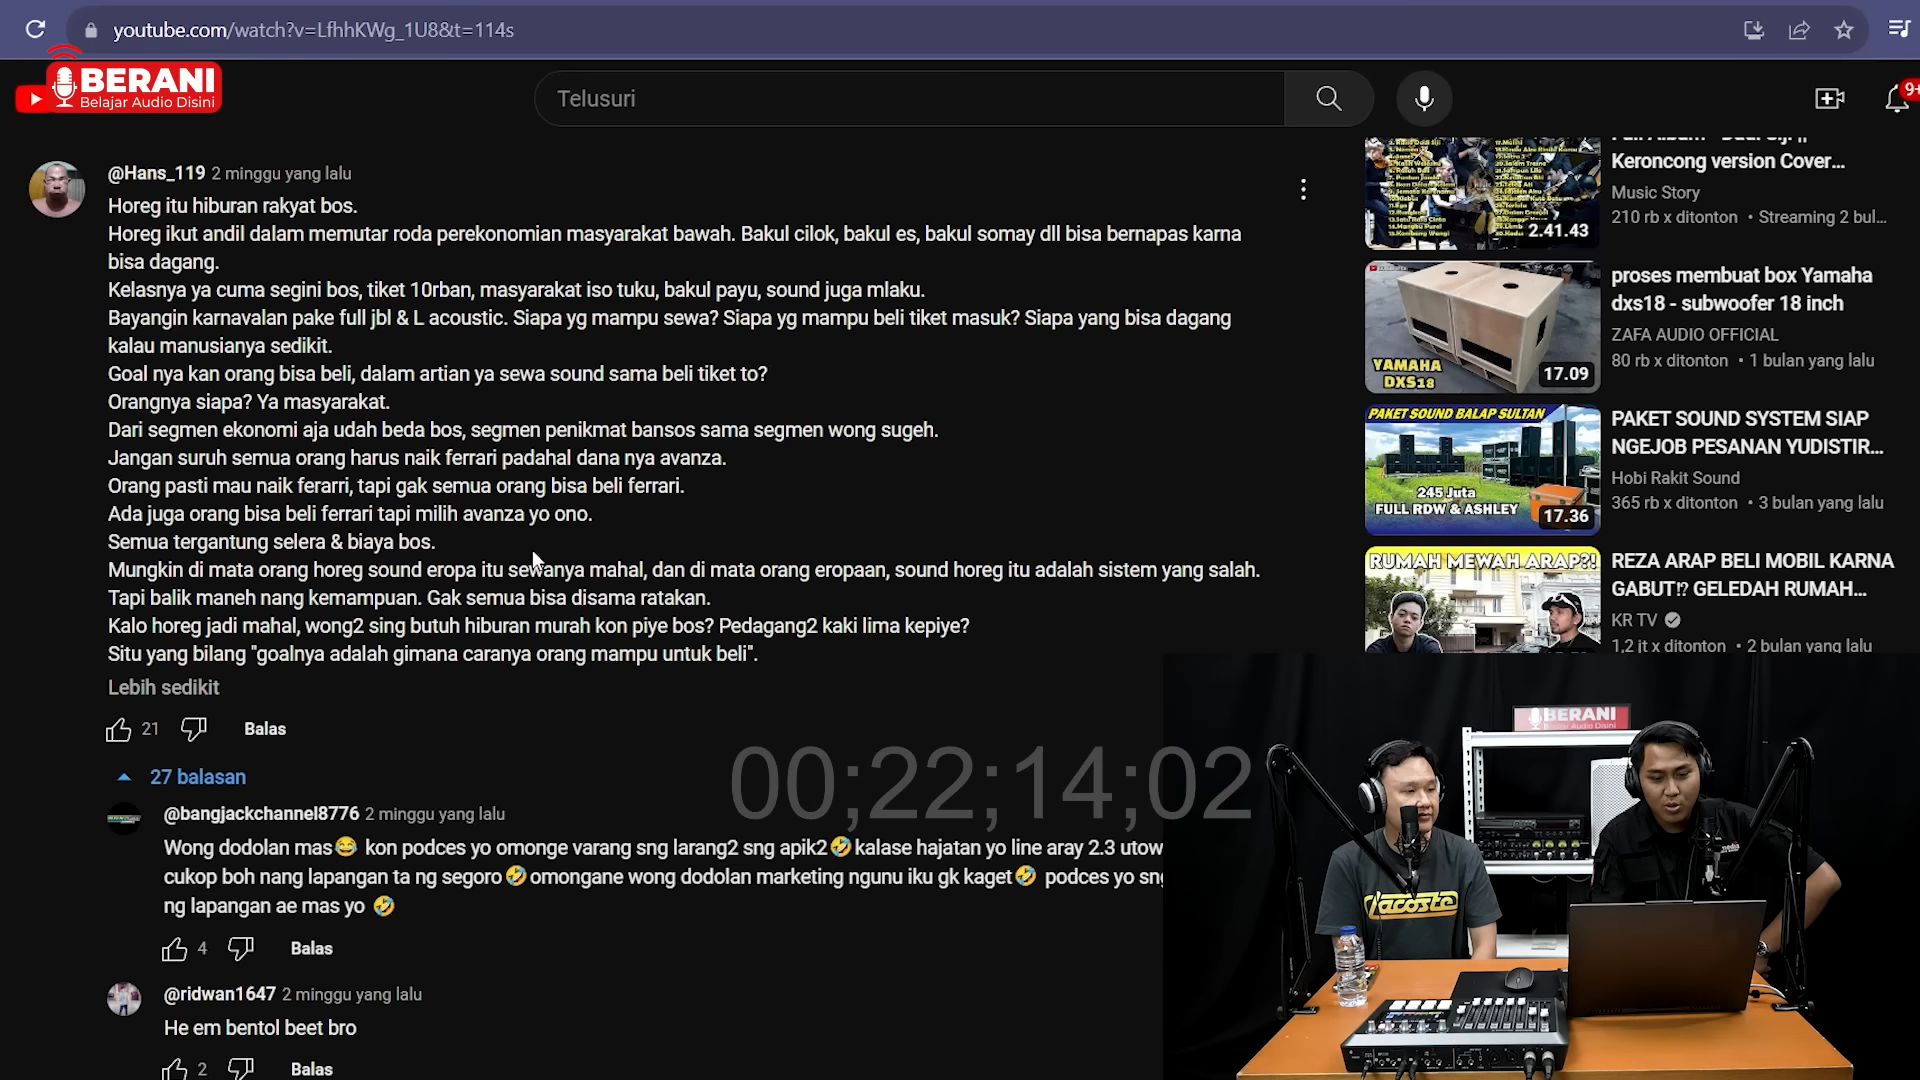 youtube.com/watch?v=LfhhKWg_1U8&t=114s
BERANI
Belajar Audio Disini
Telusuri
9+
@Hans_119 2 minggu yang lalu
Horeg itu hiburan rakyat bos.
Horeg ikut andil dalam memutar roda perekonomian masyarakat bawah. Bakul cilok, bakul es, bakul somay dll bisa bernapas karna
bisa dagang.
Kelasnya ya cuma segini bos, tiket 10rban, masyarakat iso tuku, bakul payu, sound juga mlaku.
Bayangin karnavalan pake full jbl & L acoustic. Siapa yg mampu sewa? Siapa yg mampu beli tiket masuk? Siapa yang bisa dagang
kalau manusianya sedikit.
Goal nya kan orang bisa beli, dalam artian ya sewa sound sama beli tiket to?
Orangnya siapa? Ya masyarakat.
Dari segmen ekonomi aja udah beda bos, segmen penikmat bansos sama segmen wong sugeh.
Jangan suruh semua orang harus naik ferrari padahal dana nya avanza.
Orang pasti mau naik ferarri, tapi gak semua orang bisa beli ferrari.
Ada juga orang bisa beli ferrari tapi milih avanza yo ono.
Semua tergantung selera & biaya bos.
Mungkin di mata orang horeg sound eropa itu sewanya mahal, dan di mata orang eropaan, sound horeg itu adalah sistem yang salah.
Tapi balik maneh nang kemampuan. Gak semua bisa disama ratakan.
Kalo horeg jadi mahal, wong2 sing butuh hiburan murah kon piye bos? Pedagang2 kaki lima kepiye?
Situ yang bilang "goalnya adalah gimana caranya orang mampu untuk beli".
Lebih sedikit
21 Balas
27 balasan
@bangjackchannel8776 2 minggu yang lalu
Wong dodolan mas😂 kon podces yo omonge varang sng larang2 sng apik2🤣kalase hajatan yo line aray 2.3 utow
cukop boh nang lapangan ta ng segoro🤣omongane wong dodolan marketing ngunu iku gk kaget🤣 podces yo sng
ng lapangan ae mas yo 🤣
4 Balas
@ridwan1647 2 minggu yang lalu
He em bentol beet bro
2 Balas
00;22;14;02
Keroncong version Cover...
Music Story
210 rb x ditonton • Streaming 2 bul...
2.41.43
proses membuat box Yamaha
dxs18 - subwoofer 18 inch
ZAFA AUDIO OFFICIAL
80 rb x ditonton • 1 bulan yang lalu
YAMAHA
DXS18
17.09
PAKET SOUND BALAP SULTAN
245 Juta
FULL RDW & ASHLEY
17.36
PAKET SOUND SYSTEM SIAP
NGEJOB PESANAN YUDISTIR...
Hobi Rakit Sound
365 rb x ditonton • 3 bulan yang lalu
RUMAH MEWAH ARAP?!
REZA ARAP BELI MOBIL KARNA
GABUT!? GELEDAH RUMAH...
KR TV
1,2 jt x ditonton • 2 bulan yang lalu
BERANI
Belajar Audio Disini
Lacoste